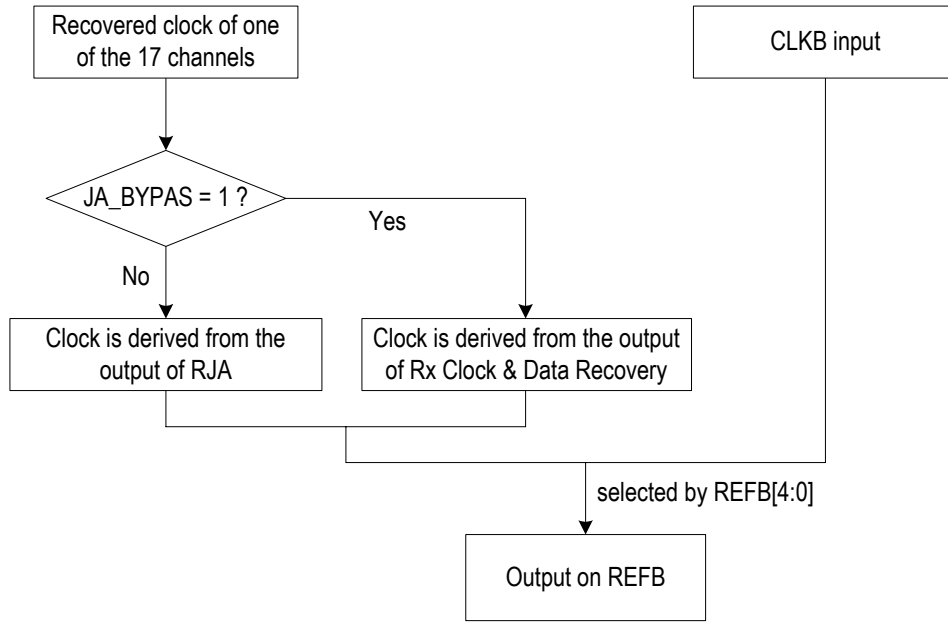 Recovered clock of one
of the 17 channels
CLKB input
JA_BYPAS = 1 ?
Yes
No
Clock is derived from the
output of RJA
Clock is derived from the output
of Rx Clock & Data Recovery
selected by REFB[4:0]
Output on REFB